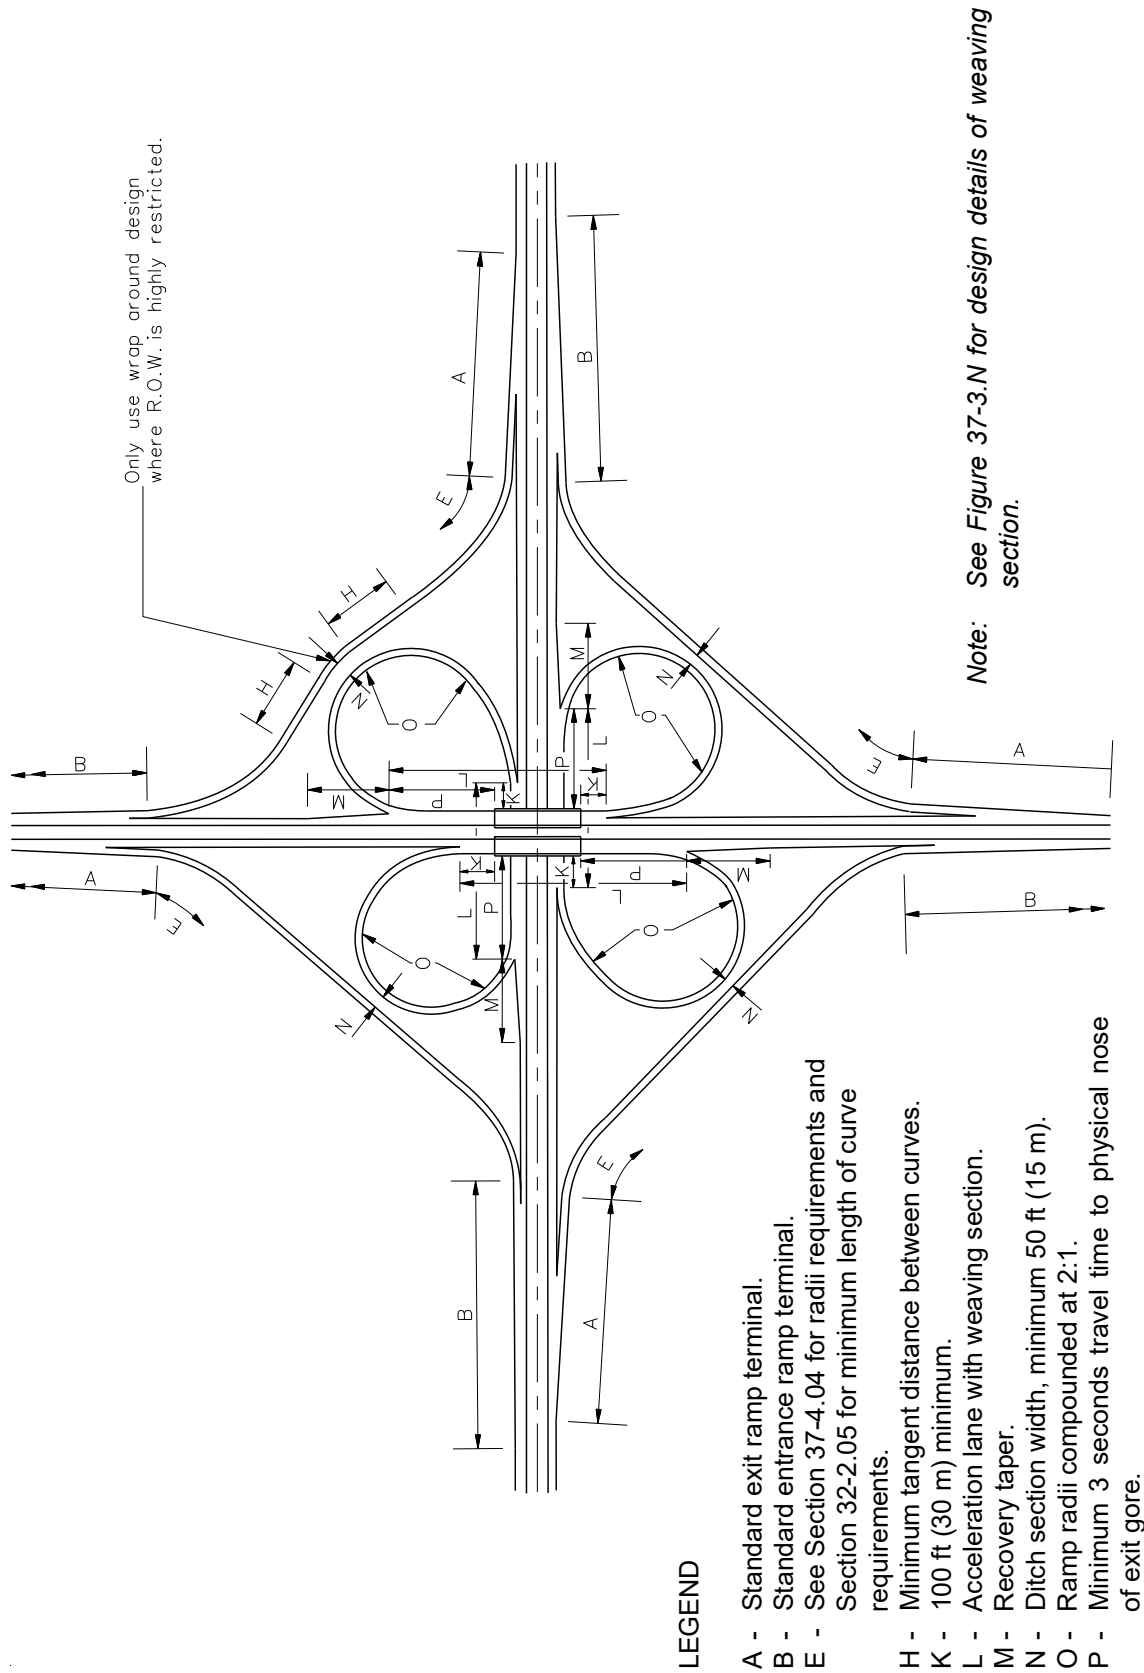 B
A
Only use wrap around design
where R.O.W. is highly restricted.
E
H
M
N
H
N
O
O
P
E
A
L
B
L
K
P
M
K
P
K
M
B
K
A
L
E
L
P
O
O
N
M
N
E
A
B
LEGEND
A - Standard exit ramp terminal.
B - Standard entrance ramp terminal.
E - See Section 37-4.04 for radii requirements and
Section 32-2.05 for minimum length of curve
requirements.
H - Minimum tangent distance between curves.
K - 100 ft (30 m) minimum.
L - Acceleration lane with weaving section.
M - Recovery taper.
N - Ditch section width, minimum 50 ft (15 m).
O - Ramp radii compounded at 2:1.
P - Minimum 3 seconds travel time to physical nose
of exit gore.
Note: See Figure 37-3.N for design details of weaving
section.